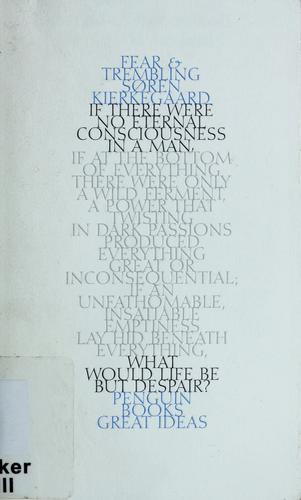 FEAR &
TREMBLING
SØREN
KIERKEGAARD
IF THERE WERE
NO ETERNAL
CONSCIOUSNESS
IN A MAN,
IF AT THE BOTTOM
OF EVERYTHING
THERE WERE ONLY
A WILD FERMENT,
A POWER THAT
TWISTING
IN DARK PASSIONS
PRODUCED
EVERYTHING
GREAT OR
INCONSEQUENTIAL;
IF AN
UNFATHOMABLE,
INSATIABLE
EMPTINESS
LAY HID BENEATH
EVERYTHING,
WHAT
WOULD LIFE BE
BUT DESPAIR?
PENGUIN
BOOKS
GREAT IDEAS
ker
ll